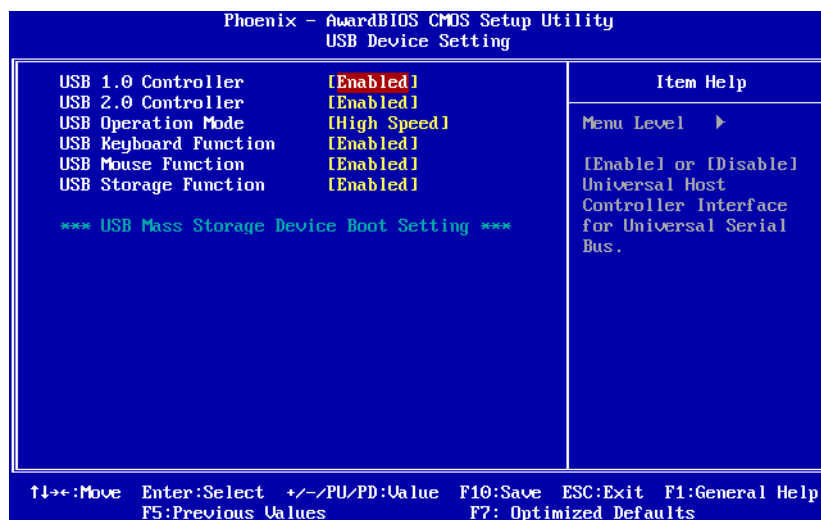 Phoenix - AwardBIOS CMOS Setup Utility
USB Device Setting
USB 1.0 Controller [Enabled]
USB 2.0 Controller [Enabled]
USB Operation Mode [High Speed]
USB Keyboard Function [Enabled]
USB Mouse Function [Enabled]
USB Storage Function [Enabled]
*** USB Mass Storage Device Boot Setting ***
Item Help
Menu Level ▶
[Enable] or [Disable]
Universal Host
Controller Interface
for Universal Serial
Bus.
↑↓→←:Move Enter:Select +/-/PU/PD:Value F10:Save ESC:Exit F1:General Help
F5:Previous Values F7: Optimized Defaults